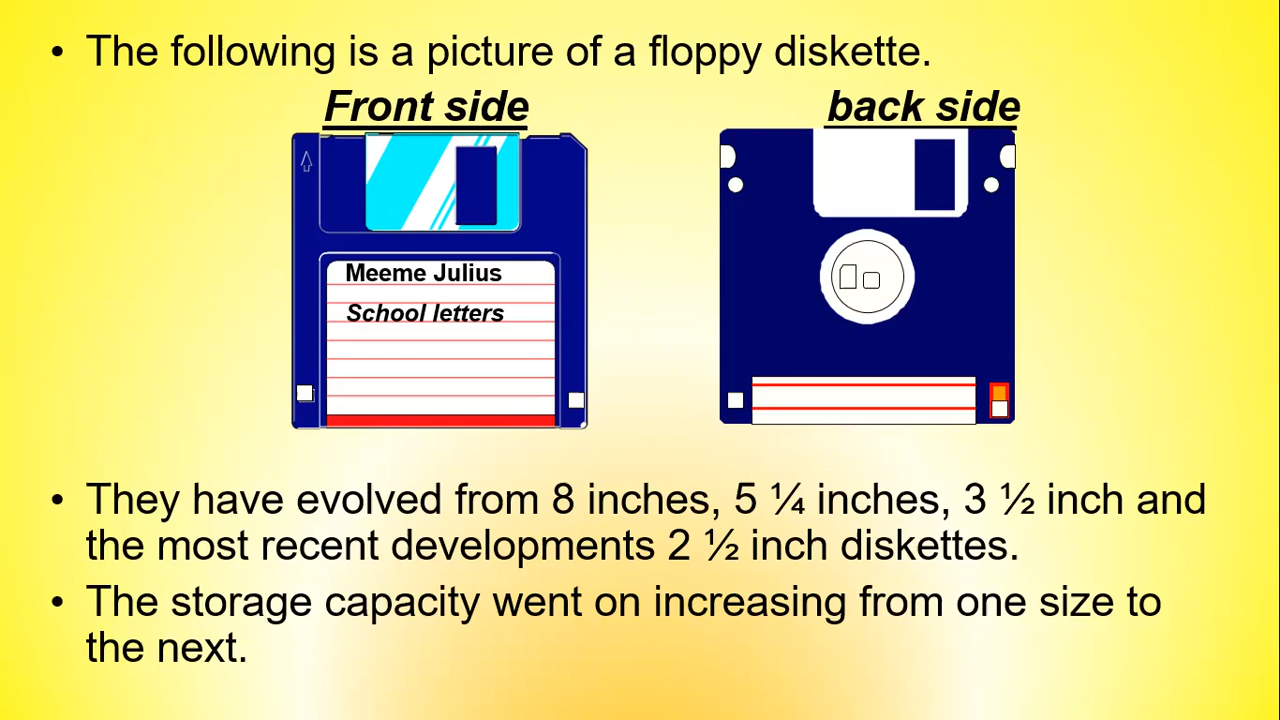 • The following is a picture of a floppy diskette.
Front side
back side
Meeme Julius
School letters
• They have evolved from 8 inches, 5 ¼ inches, 3 ½ inch and
the most recent developments 2 ½ inch diskettes.
• The storage capacity went on increasing from one size to
the next.